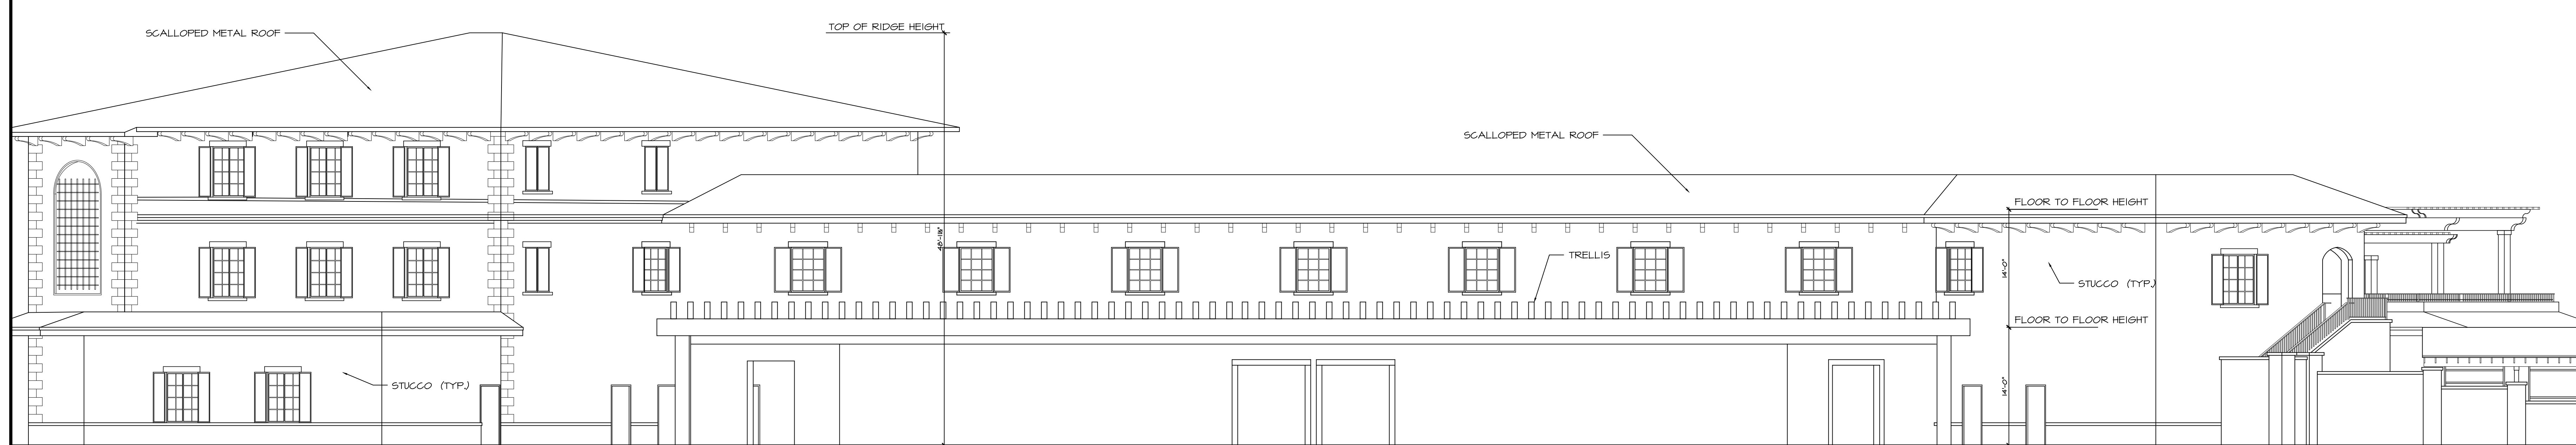 TOP OF RIDGE HEIGHT
SCALLOPED METAL ROOF
SCALLOPED METAL ROOF
FLOOR TO FLOOR HEIGHT
TRELLIS
14'-0"
STUCCO (TYP.)
FLOOR TO FLOOR HEIGHT
STUCCO (TYP.)
14'-0"